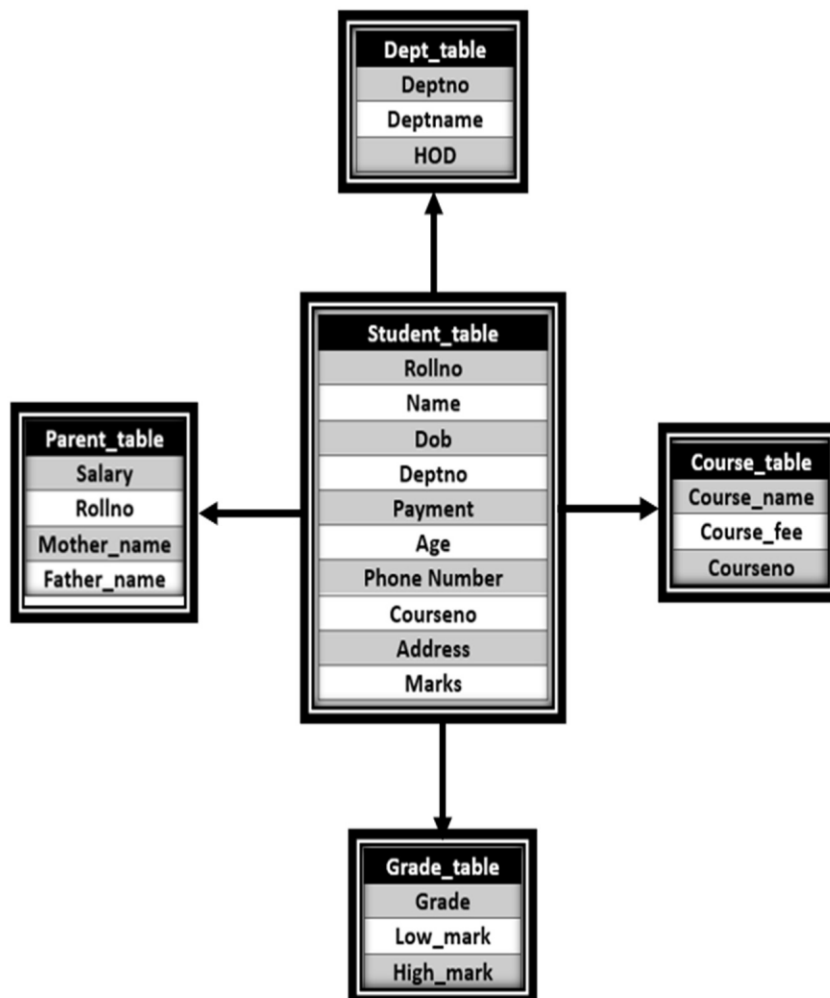 Dept_table
Deptno
Deptname
HOD
Student_table
Rollno
Name
Dob
Deptno
Payment
Age
Phone Number
Courseno
Address
Marks
Parent_table
Salary
Rollno
Mother_name
Father_name
Course_table
Course_name
Course_fee
Courseno
Grade_table
Grade
Low_mark
High_mark